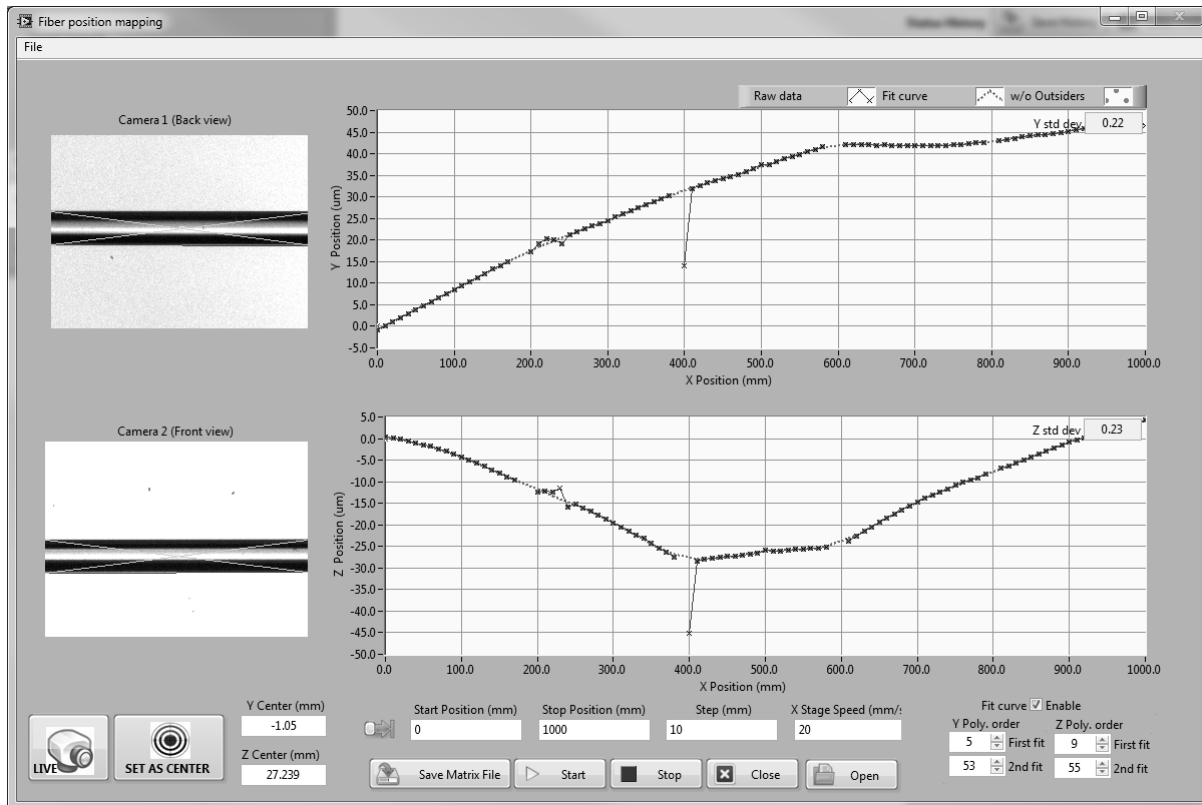 Fiber position mapping
File
Raw data Fit curve w/o Outsiders
Camera 1 (Back view)
Y std dev 0.22
50.0
45.0
40.0
35.0
30.0
25.0
20.0
15.0
10.0
5.0
0.0
-5.0
Y Position (um)
0.0 100.0 200.0 300.0 400.0 500.0 600.0 700.0 800.0 900.0 1000.0
X Position (mm)
Camera 2 (Front view)
Z std dev 0.23
5.0
0.0
-5.0
-10.0
-15.0
-20.0
-25.0
-30.0
-35.0
-40.0
-45.0
-50.0
Z Position (um)
0.0 100.0 200.0 300.0 400.0 500.0 600.0 700.0 800.0 900.0 1000.0
X Position (mm)
LIVE
SET AS CENTER
Y Center (mm)
-1.05
Z Center (mm)
27.239
Start Position (mm) Stop Position (mm) Step (mm) X Stage Speed (mm/s
0 1000 10 20
Save Matrix File Start Stop Close Open
Fit curve Enable
Y Poly. order Z Poly. order
5 First fit 9 First fit
53 2nd fit 55 2nd fit